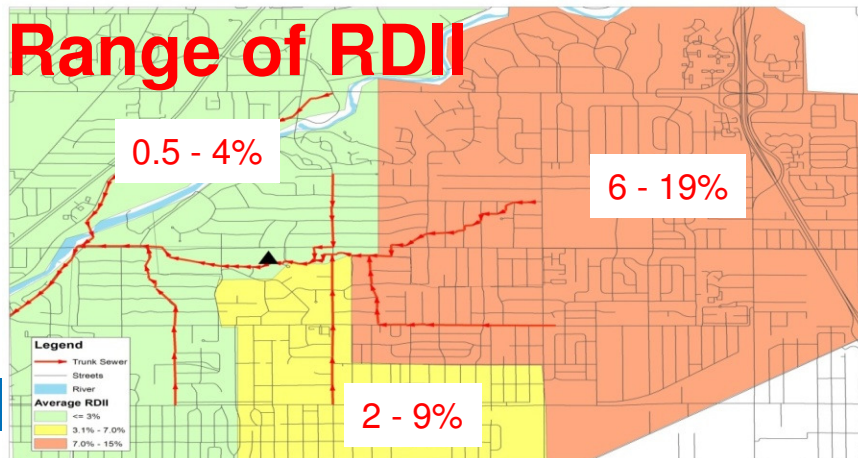 Range of RDII
0.5 - 4%
6 - 19%
2 - 9%
Legend
Trunk Sewer
Streets
River
Average RDII
<= 3%
3.1% - 7.0%
7.0% - 15%